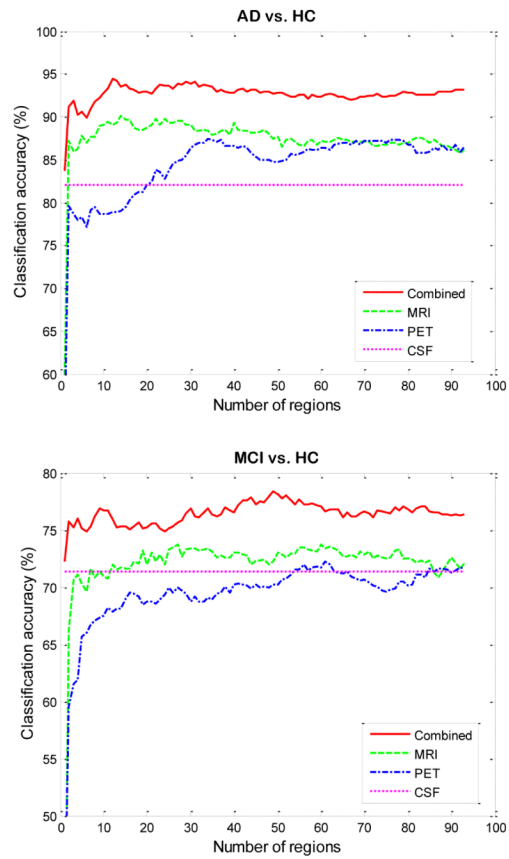 AD vs. HC
100
95
90
85
80
75
70
65
60
0 10 20 30 40 50 60 70 80 90 100
Classification accuracy (%)
Number of regions
Combined
MRI
PET
CSF
MCI vs. HC
80
75
70
65
60
55
50
0 10 20 30 40 50 60 70 80 90 100
Classification accuracy (%)
Number of regions
Combined
MRI
PET
CSF